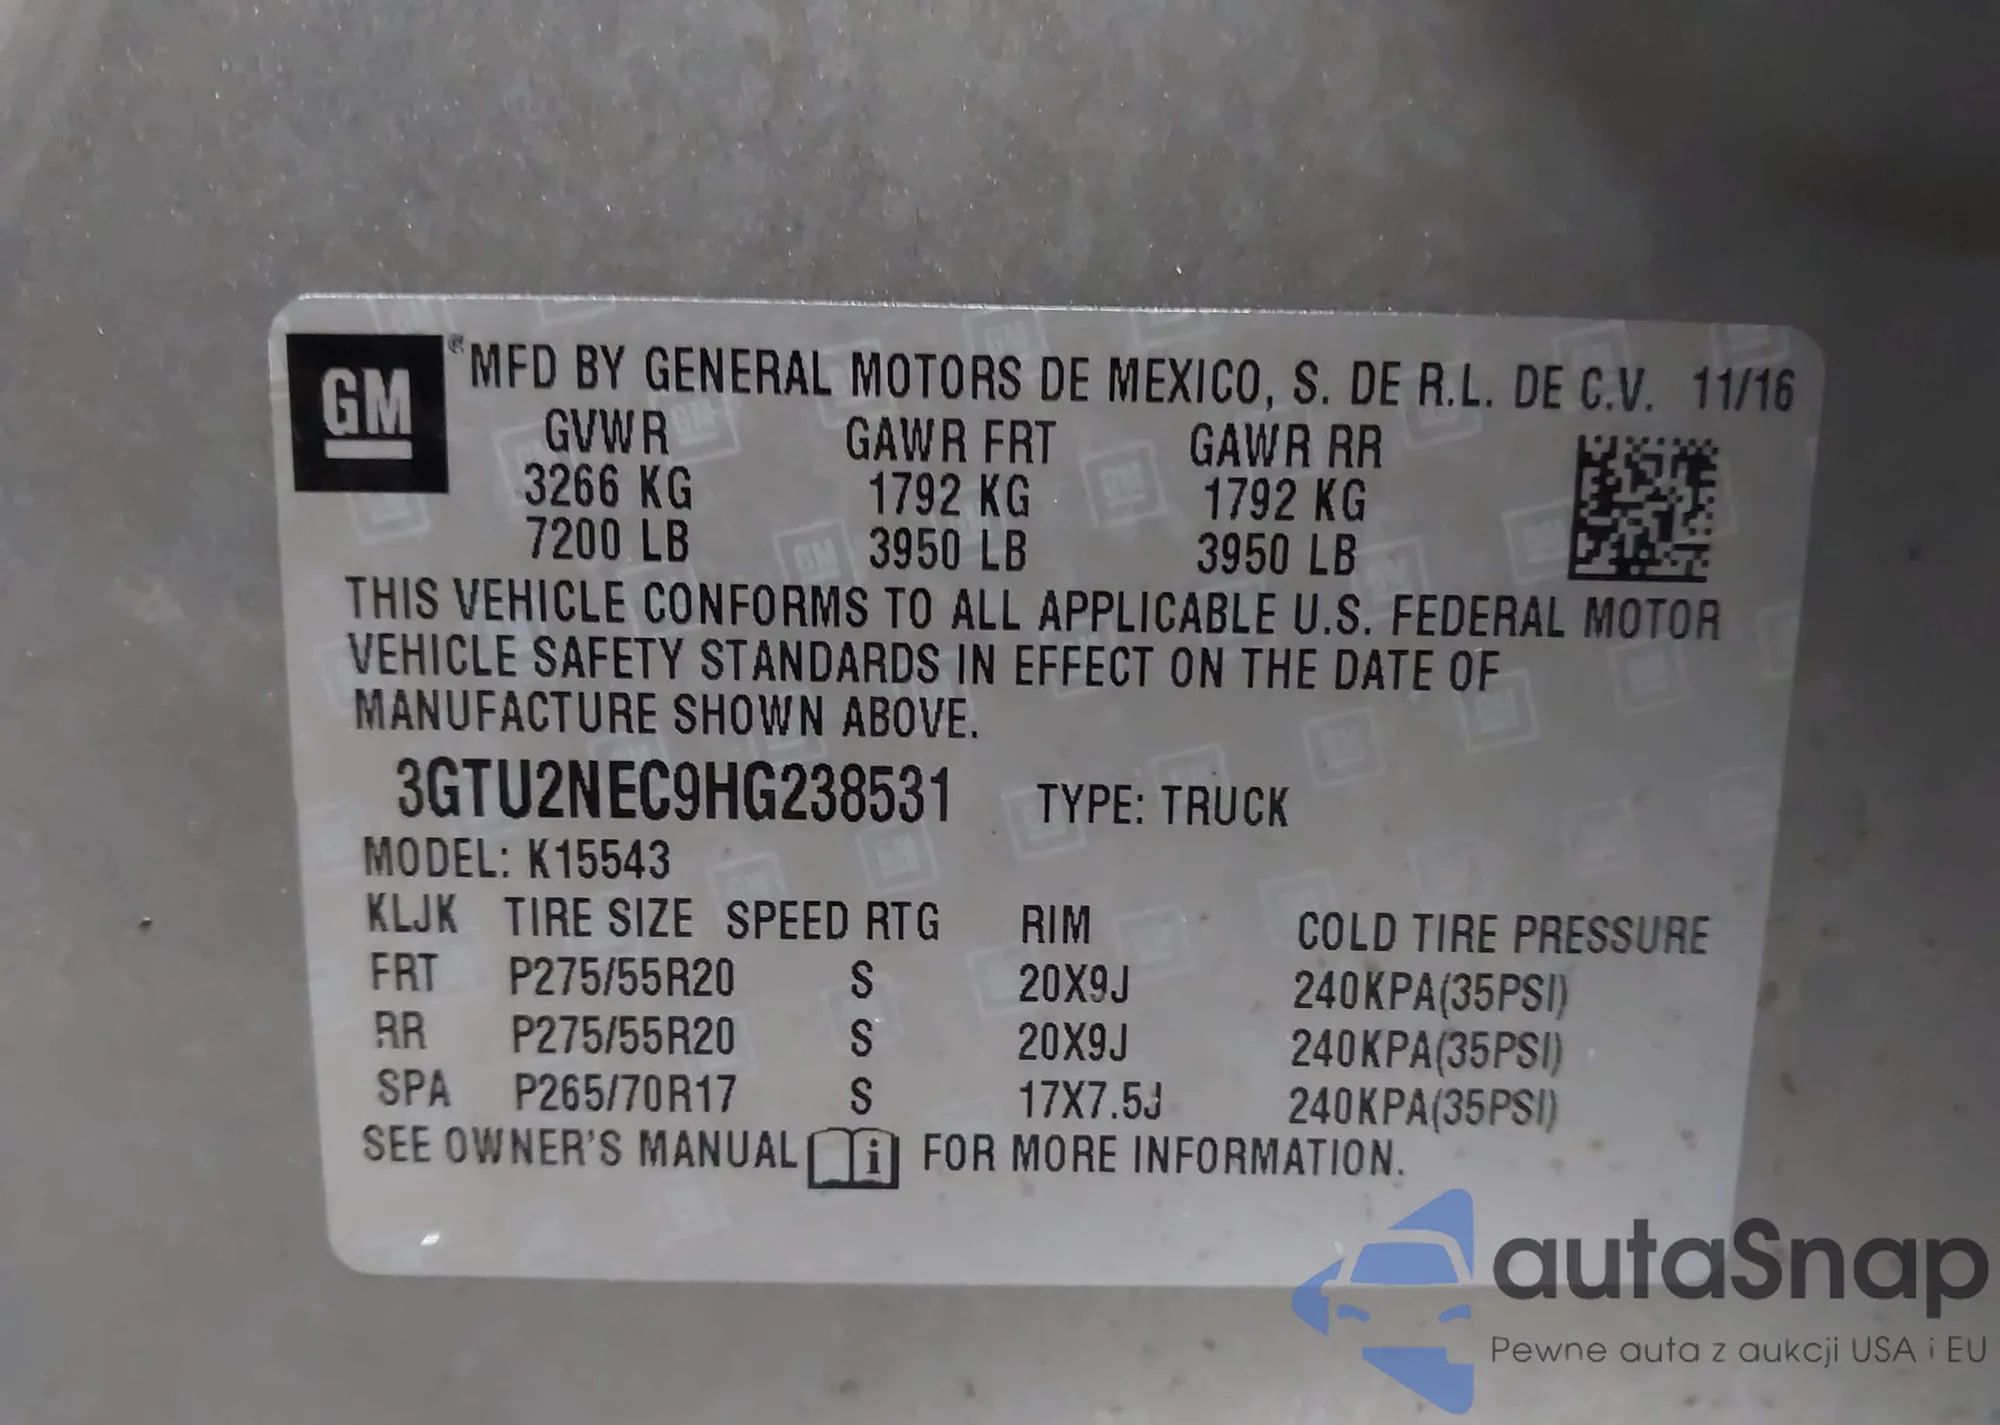 GM
® MFD BY GENERAL MOTORS DE MEXICO, S. DE R.L. DE C.V. 11/16
GVWR GAWR FRT GAWR RR
3266 KG 1792 KG 1792 KG
7200 LB 3950 LB 3950 LB
THIS VEHICLE CONFORMS TO ALL APPLICABLE U.S. FEDERAL MOTOR
VEHICLE SAFETY STANDARDS IN EFFECT ON THE DATE OF
MANUFACTURE SHOWN ABOVE.
3GTU2NEC9HG238531 TYPE: TRUCK
MODEL: K15543
KLJK TIRE SIZE SPEED RTG RIM COLD TIRE PRESSURE
FRT P275/55R20 S 20X9J 240KPA(35PSI)
RR P275/55R20 S 20X9J 240KPA(35PSI)
SPA P265/70R17 S 17X7.5J 240KPA(35PSI)
SEE OWNER'S MANUAL i FOR MORE INFORMATION.
autaSnap
Pewne auta z aukcji USA i EU